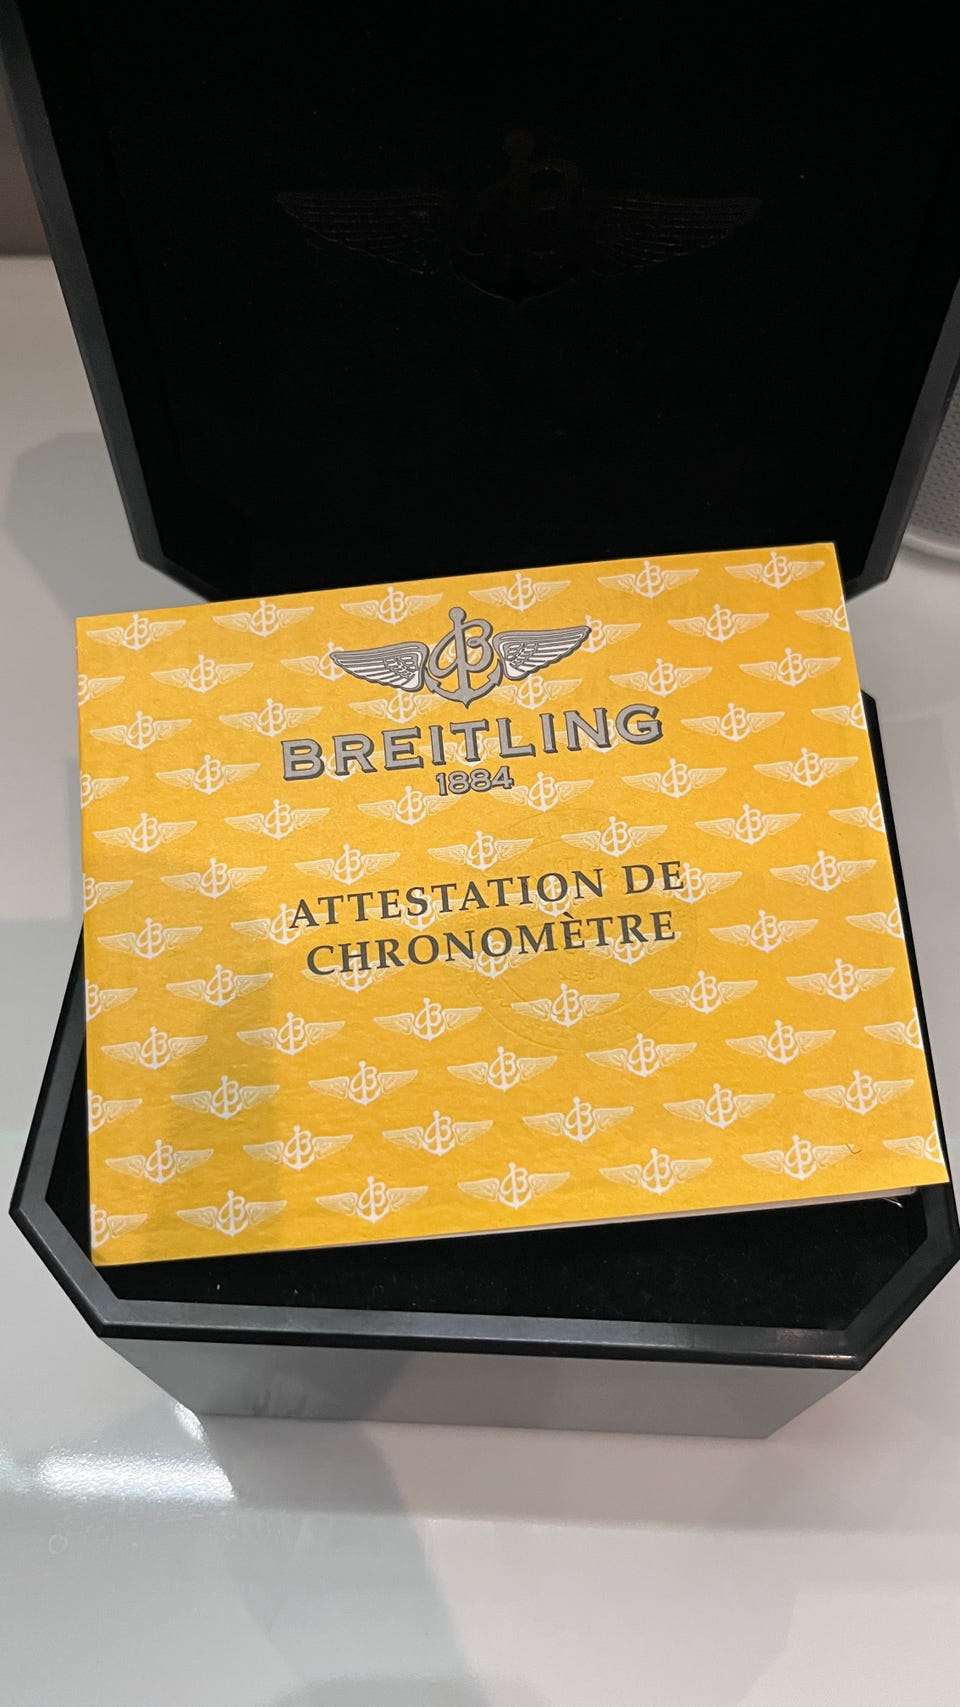 BREITLING
1884
ATTESTATION DE
CHRONOMÈTRE